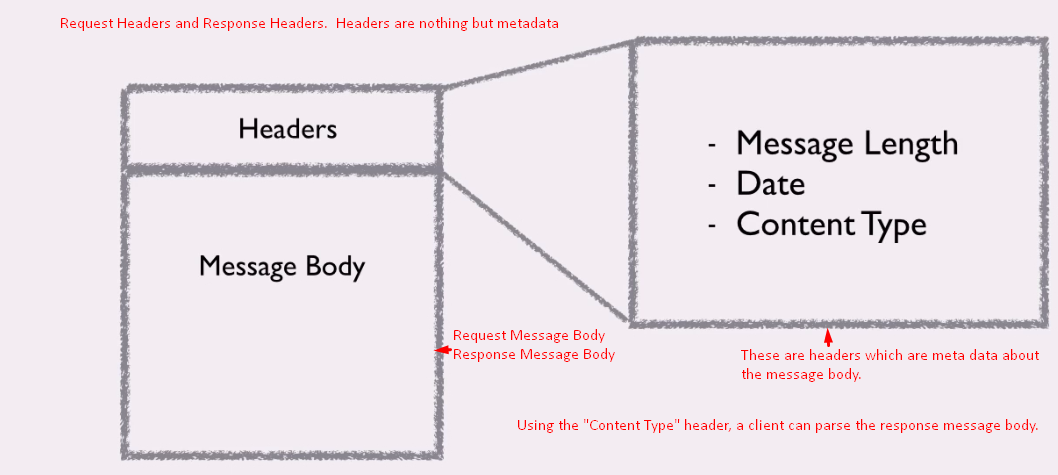 Request Headers and Response Headers.  Headers are nothing but metadata
Headers
- Message Length
- Date
- Content Type
Message Body
Request Message Body
Response Message Body
These are headers which are meta data about
the message body.
Using the "Content Type" header, a client can parse the response message body.